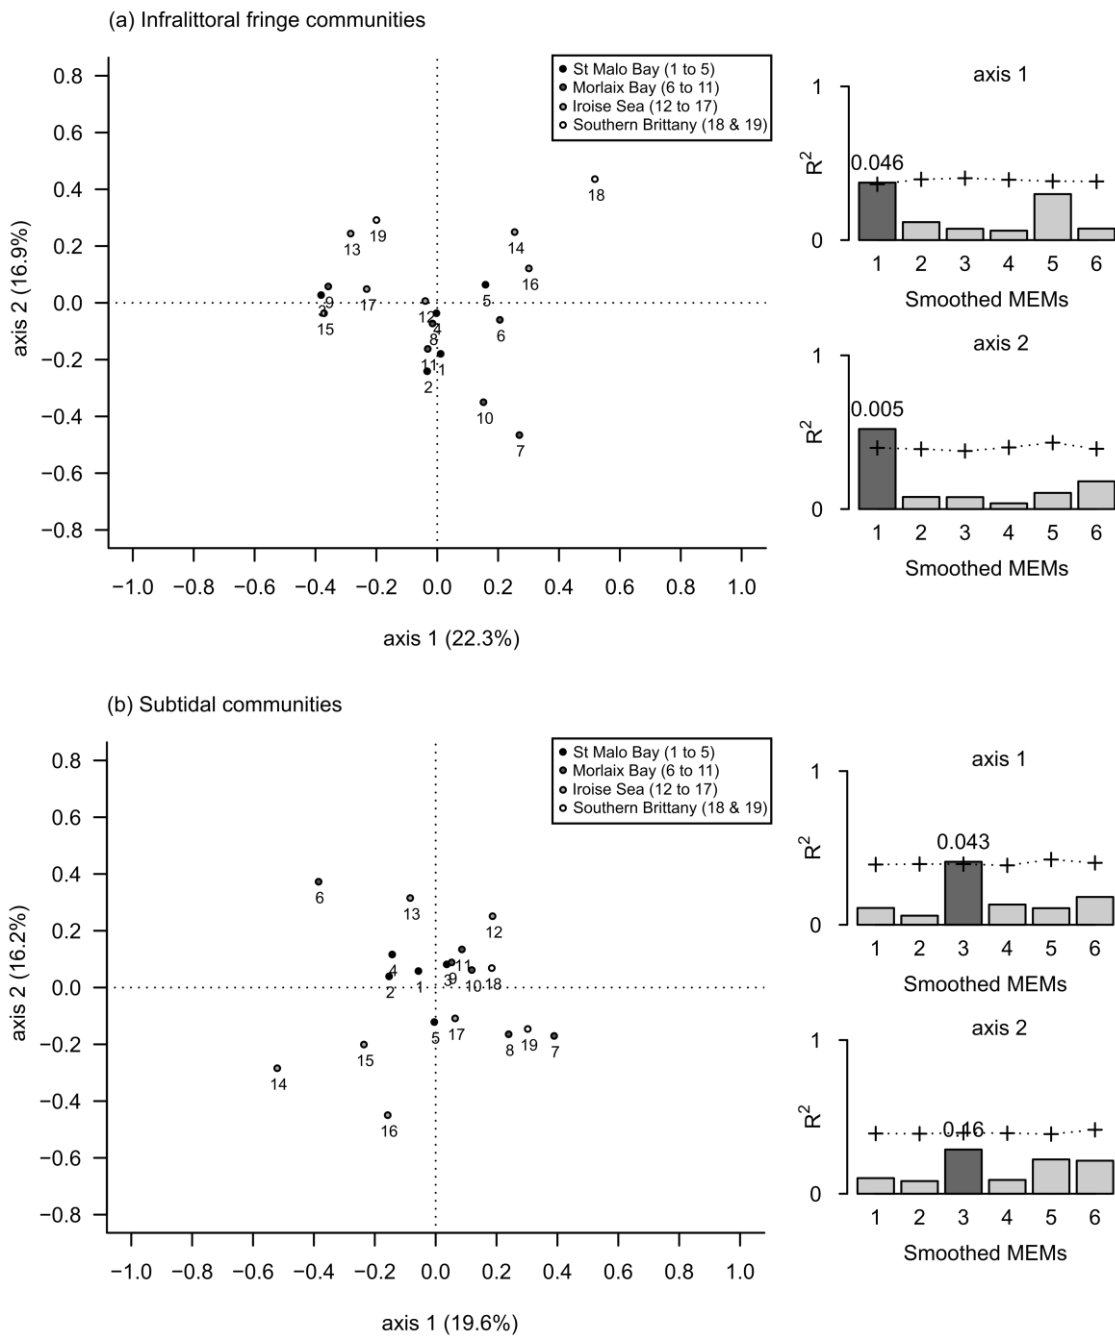 (a) Infralittoral fringe communities
St Malo Bay (1 to 5)
Morlaix Bay (6 to 11)
Iroise Sea (12 to 17)
Southern Brittany (18 & 19)
0.8
0.6
0.4
0.2
0.0
−0.2
−0.4
−0.6
−0.8
axis 2 (16.9%)
18
19
13
14
16
9
3
15
17
12
4
8
5
6
11
1
2
10
7
−1.0 −0.8 −0.6 −0.4 −0.2 0.0 0.2 0.4 0.6 0.8 1.0
axis 1 (22.3%)
axis 1
1
R²
0
0.046
1 2 3 4 5 6
Smoothed MEMs
axis 2
1
R²
0
0.005
1 2 3 4 5 6
Smoothed MEMs
(b) Subtidal communities
St Malo Bay (1 to 5)
Morlaix Bay (6 to 11)
Iroise Sea (12 to 17)
Southern Brittany (18 & 19)
0.8
0.6
0.4
0.2
0.0
−0.2
−0.4
−0.6
−0.8
axis 2 (16.2%)
6
13
12
4
2
1
3
11
9
10
18
5
17
8
19
7
15
14
16
−1.0 −0.8 −0.6 −0.4 −0.2 0.0 0.2 0.4 0.6 0.8 1.0
axis 1 (19.6%)
axis 1
1
R²
0
0.043
1 2 3 4 5 6
Smoothed MEMs
axis 2
1
R²
0
0.16
1 2 3 4 5 6
Smoothed MEMs